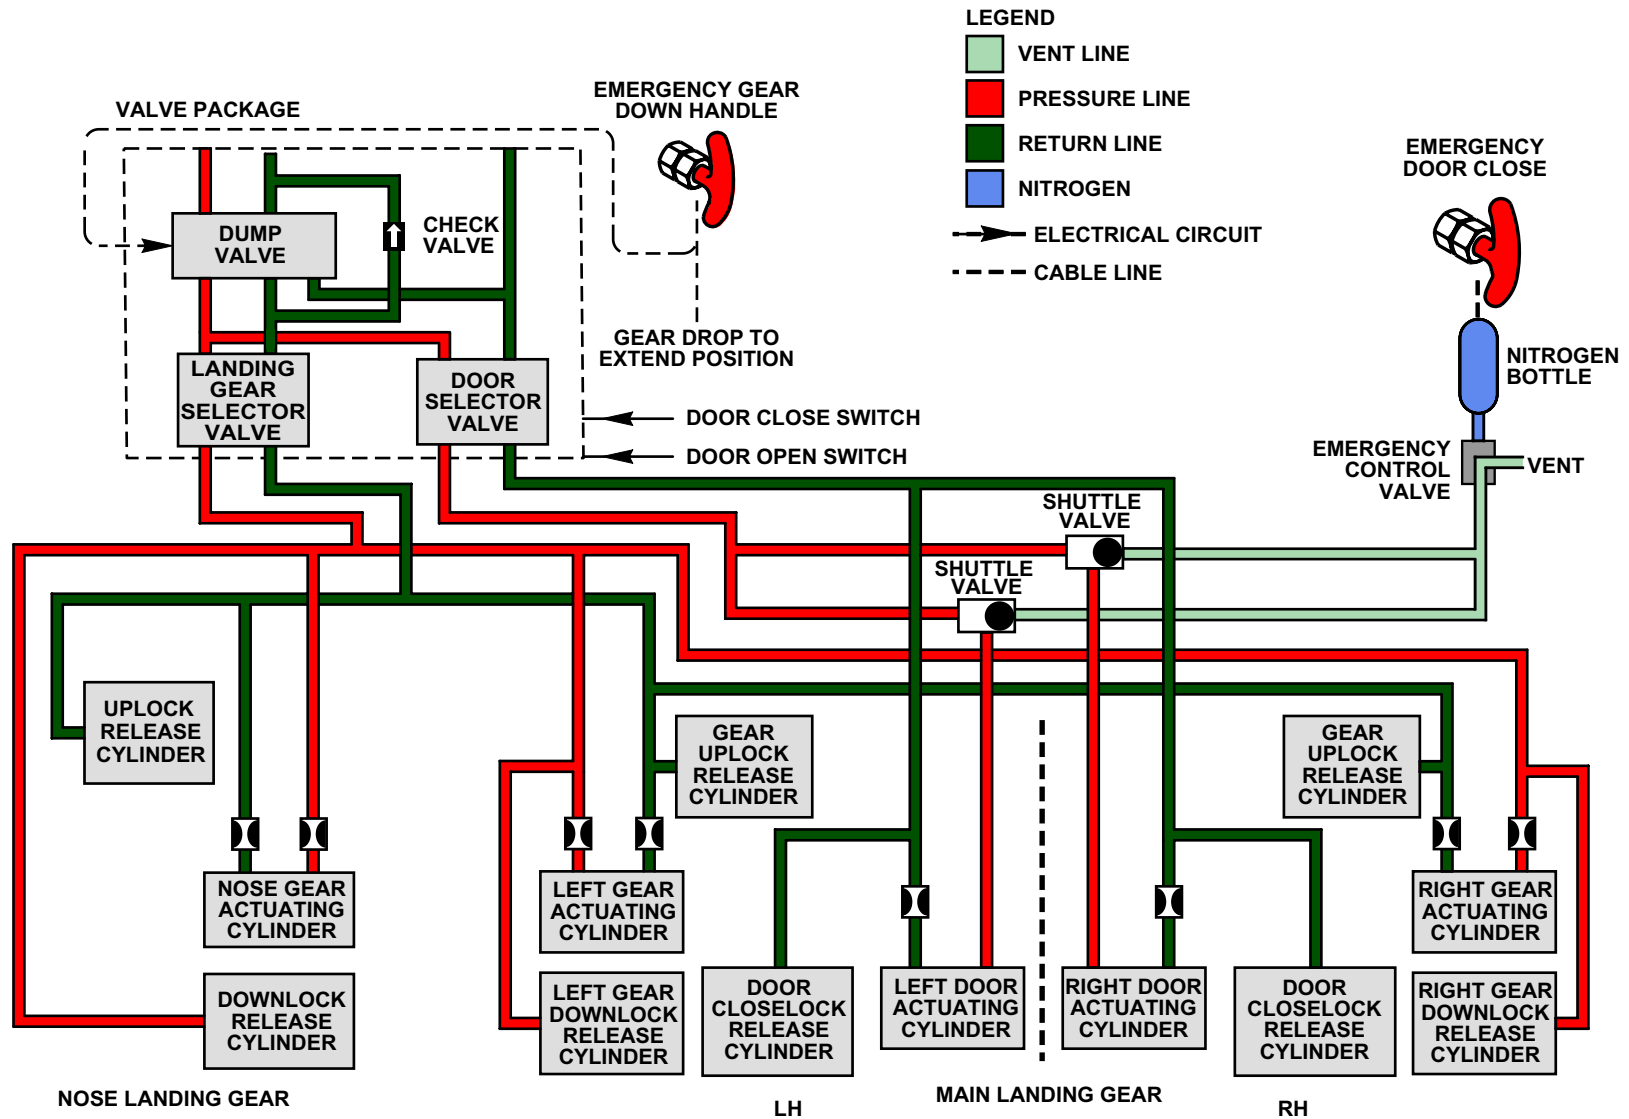 LEGEND
VENT LINE
PRESSURE LINE
RETURN LINE
NITROGEN
ELECTRICAL CIRCUIT
CABLE LINE
VALVE PACKAGE
EMERGENCY GEAR
DOWN HANDLE
EMERGENCY
DOOR CLOSE
DUMP
VALVE
CHECK
VALVE
GEAR DROP TO
EXTEND POSITION
NITROGEN
BOTTLE
LANDING
GEAR
SELECTOR
VALVE
DOOR
SELECTOR
VALVE
DOOR CLOSE SWITCH
DOOR OPEN SWITCH
EMERGENCY
CONTROL
VALVE
VENT
SHUTTLE
VALVE
SHUTTLE
VALVE
UPLOCK
RELEASE
CYLINDER
GEAR
UPLOCK
RELEASE
CYLINDER
GEAR
UPLOCK
RELEASE
CYLINDER
NOSE GEAR
ACTUATING
CYLINDER
LEFT GEAR
ACTUATING
CYLINDER
RIGHT GEAR
ACTUATING
CYLINDER
DOWNLOCK
RELEASE
CYLINDER
LEFT GEAR
DOWNLOCK
RELEASE
CYLINDER
DOOR
CLOSELOCK
RELEASE
CYLINDER
LEFT DOOR
ACTUATING
CYLINDER
RIGHT DOOR
ACTUATING
CYLINDER
DOOR
CLOSELOCK
RELEASE
CYLINDER
RIGHT GEAR
DOWNLOCK
RELEASE
CYLINDER
NOSE LANDING GEAR
MAIN LANDING GEAR
LH
RH